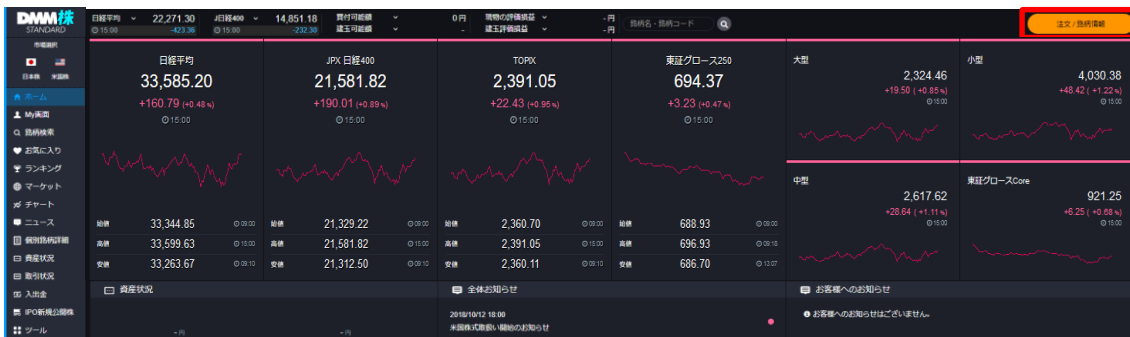 DMM株
STANDARD
市場選択
日本株 米国株
ホーム
My画面
銘柄検索
お気に入り
ランキング
マーケット
チャート
ニュース
個別銘柄詳細
資産状況
取引状況
入出金
IPO新規公開株
ツール
日経平均 22,271.30 J日経400 14,851.18 買付可能額 0円 現物の評価損益 -円 銘柄名・銘柄コード 注文 / 銘柄情報
15:00 -423.36 15:00 -232.30 建玉可能額 - 建玉評価損益 -円
日経平均
33,585.20
+160.79 (+0.48%)
15:00
始値 33,344.85 09:00
高値 33,599.63 15:00
安値 33,263.67 09:10
JPX 日経400
21,581.82
+190.01 (+0.89%)
15:00
始値 21,329.22 09:00
高値 21,581.82 15:00
安値 21,312.50 09:10
TOPIX
2,391.05
+22.43 (+0.95%)
15:00
始値 2,360.70 09:00
高値 2,391.05 15:00
安値 2,360.11 09:10
東証グロース250
694.37
+3.23 (+0.47%)
15:00
始値 688.93 09:00
高値 696.93 09:18
安値 686.70 13:07
大型
2,324.46
+19.50 ( +0.85%)
15:00
小型
4,030.38
+48.42 ( +1.22%)
15:00
中型
2,617.62
+28.64 ( +1.11%)
15:00
東証グロースCore
921.25
+6.25 ( +0.68%)
15:00
資産状況
-円 -円
全体お知らせ
2018/10/12 18:00
米国株式取扱い開始のお知らせ
お客様へのお知らせ
お客様へのお知らせはございません。